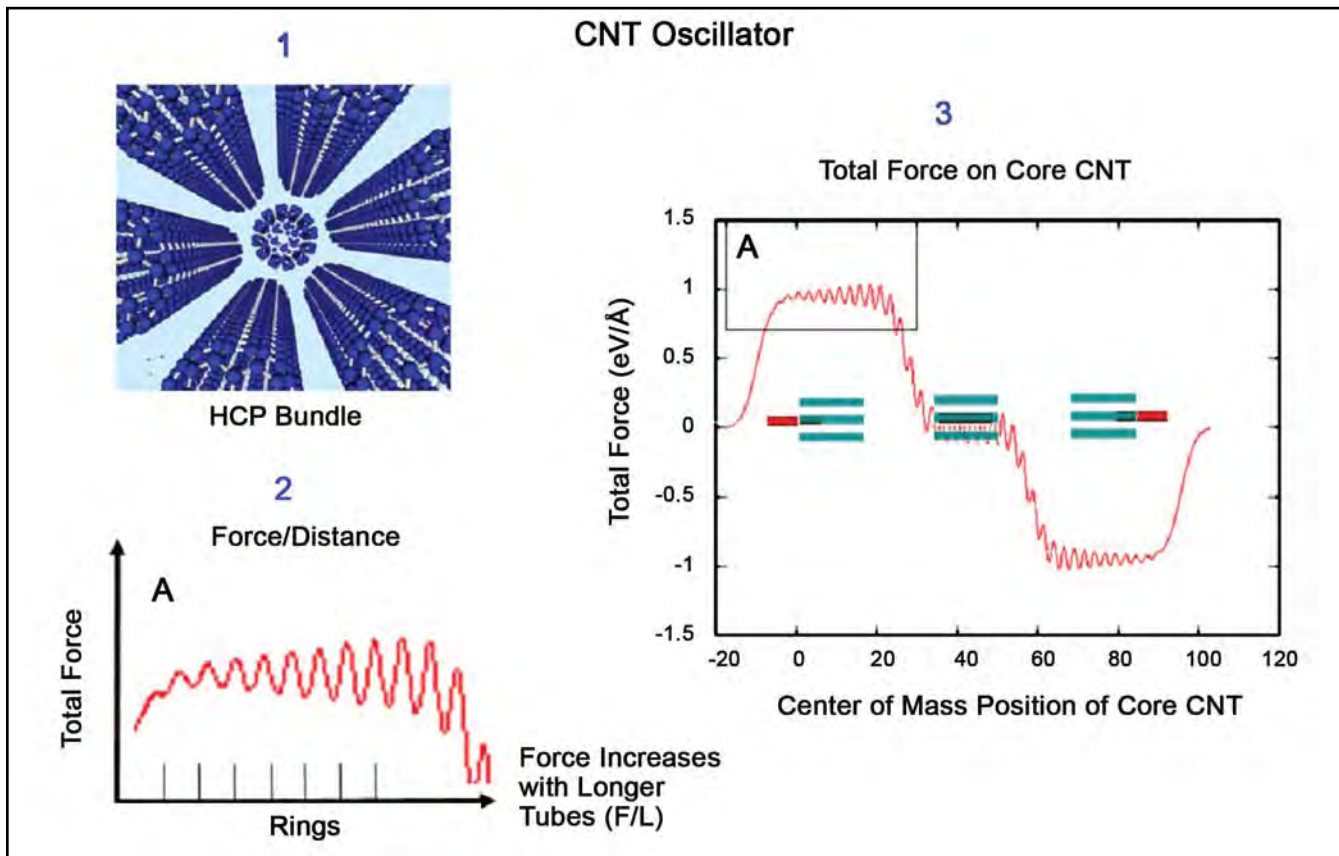 CNT Oscillator
1
HCP Bundle
2
Force/Distance
A
Total Force
Rings
Force Increases
with Longer
Tubes (F/L)
3
Total Force on Core CNT
A
Total Force (eV/Å)
1.5
1
0.5
0
-0.5
-1
-1.5
-20 0 20 40 60 80 100 120
Center of Mass Position of Core CNT